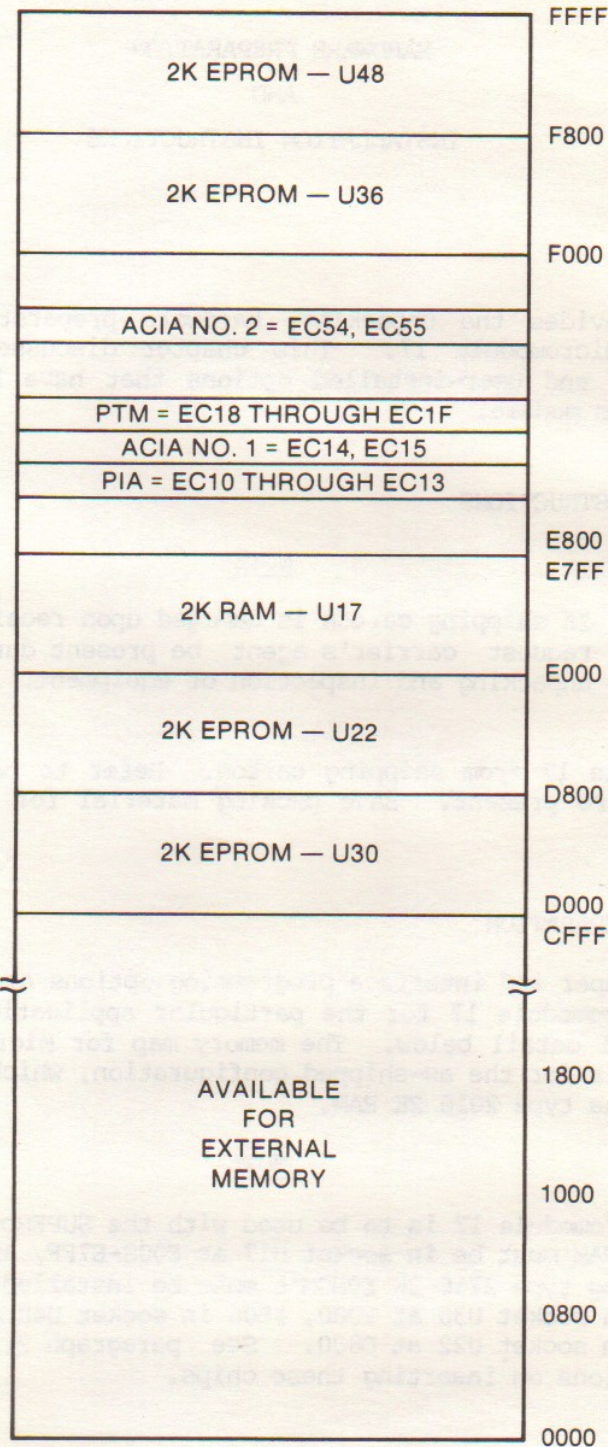 FFFF
2K EPROM — U48
F800
2K EPROM — U36
F000
ACIA NO. 2 = EC54, EC55
PTM = EC18 THROUGH EC1F
ACIA NO. 1 = EC14, EC15
PIA = EC10 THROUGH EC13
E800
E7FF
2K RAM — U17
E000
2K EPROM — U22
D800
2K EPROM — U30
D000
CFFF
1800
AVAILABLE
FOR
EXTERNAL
MEMORY
1000
0800
0000